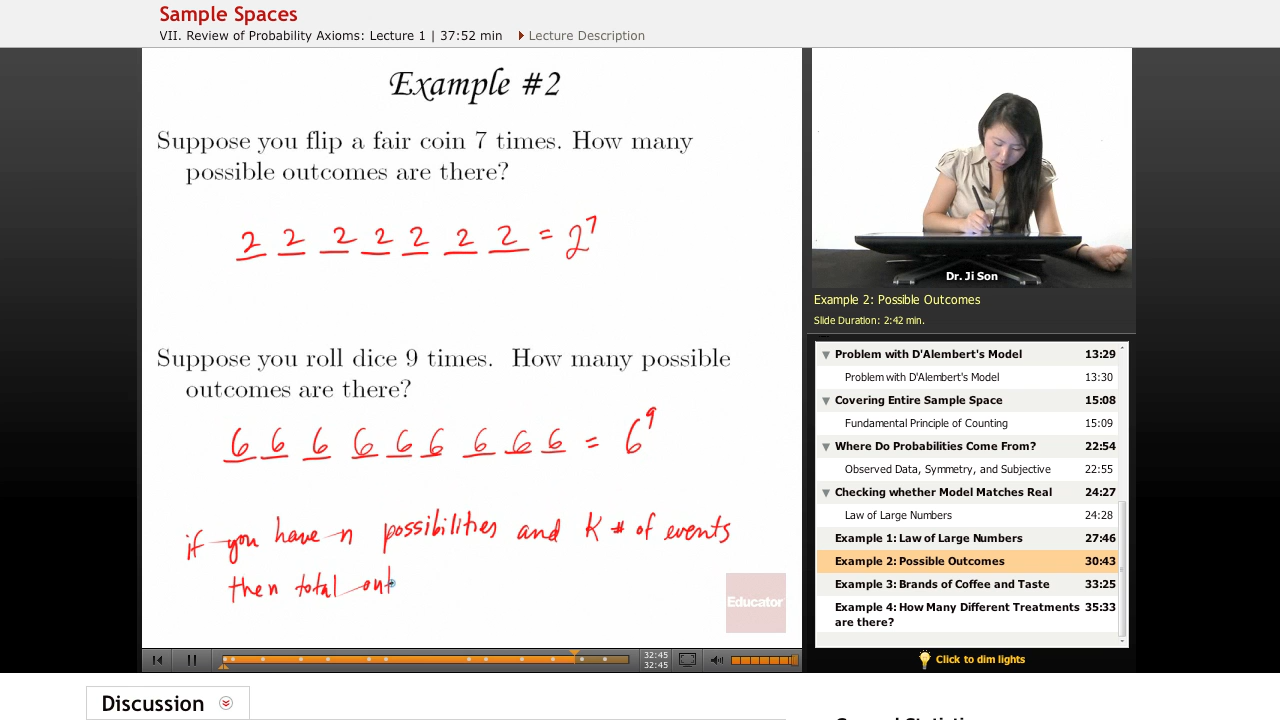 Sample Spaces
VII. Review of Probability Axioms: Lecture 1 | 37:52 min Lecture Description
Example #2
Suppose you flip a fair coin 7 times. How many
possible outcomes are there?
2 2 2 2 2 2 2 = 2⁷
Suppose you roll dice 9 times. How many possible
outcomes are there?
6 6 6 6 6 6 6 6 6 = 6⁹
if you have n possibilities and K # of events
then total out
Educator
32:45
32:45
Dr. Ji Son
Example 2: Possible Outcomes
Slide Duration: 2:42 min.
Problem with D'Alembert's Model 13:29
Problem with D'Alembert's Model 13:30
Covering Entire Sample Space 15:08
Fundamental Principle of Counting 15:09
Where Do Probabilities Come From? 22:54
Observed Data, Symmetry, and Subjective 22:55
Checking whether Model Matches Real 24:27
Law of Large Numbers 24:28
Example 1: Law of Large Numbers 27:46
Example 2: Possible Outcomes 30:43
Example 3: Brands of Coffee and Taste 33:25
Example 4: How Many Different Treatments 35:33
are there?
Click to dim lights
Discussion